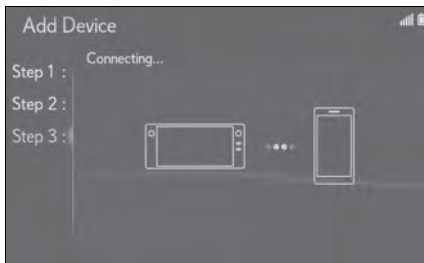 Add Device
Connecting...
Step 1 :
Step 2 :
Step 3 :